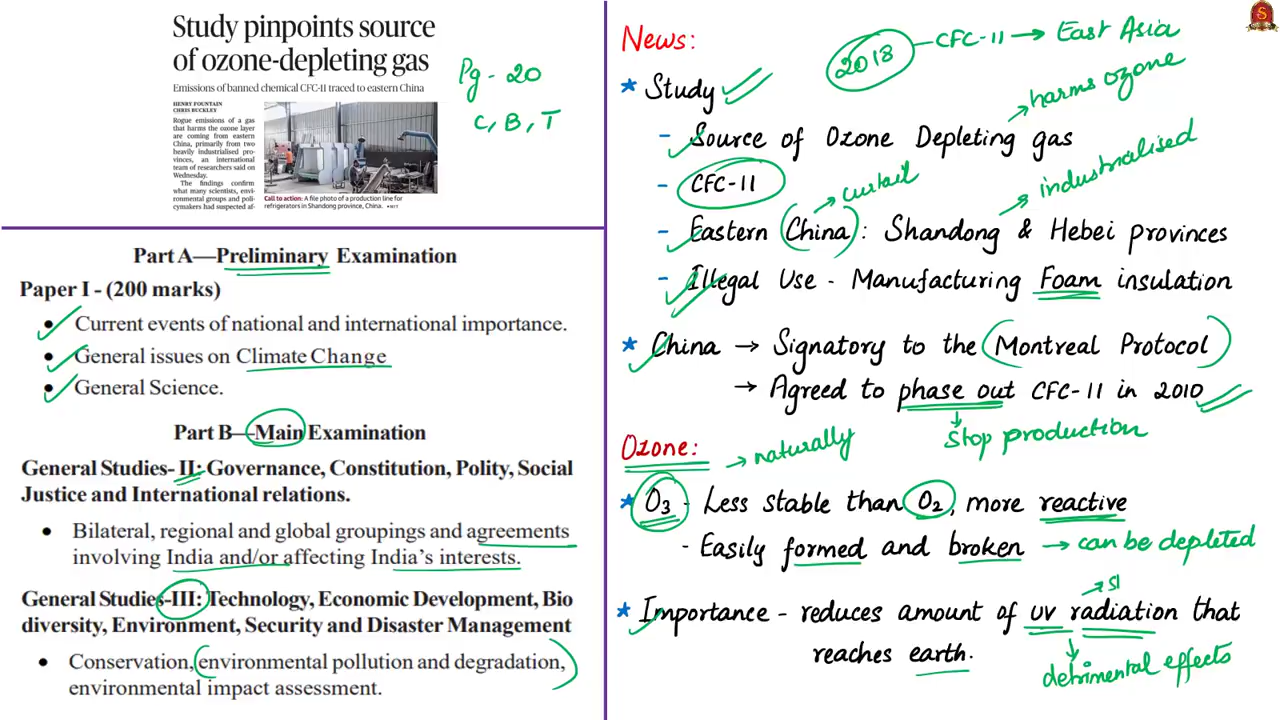 Study pinpoints source
of ozone-depleting gas
Emissions of banned chemical CFC-11 traced to eastern China
HENRY FOUNTAIN
CHRIS BUCKLEY
Rogue emissions of a gas
that harms the ozone layer
are coming from eastern
China, primarily from two
heavily industrialised pro-
vinces, an international
team of researchers said on
Wednesday.
The findings confirm
what many scientists, envi-
ronmental groups and poli-
cymakers had suspected af-
Call to action: A file photo of a production line for
refrigerators in Shandong province, China. • NYT
Pg - 20
C, B, T
Part A—Preliminary Examination
Paper I - (200 marks)
• Current events of national and international importance.
• General issues on Climate Change
• General Science.
Part B—Main Examination
General Studies- II: Governance, Constitution, Polity, Social
Justice and International relations.
• Bilateral, regional and global groupings and agreements
involving India and/or affecting India's interests.
General Studies-III: Technology, Economic Development, Bio
diversity, Environment, Security and Disaster Management
• Conservation, environmental pollution and degradation,
environmental impact assessment.
News:
2018 - CFC-11 → East Asia
* Study
→ harms ozone
- Source of Ozone Depleting gas
- CFC-11
→ curtail
→ industrialised
- Eastern (China): Shandong & Hebei provinces
- Illegal Use - Manufacturing Foam insulation
* China → Signatory to the (Montreal Protocol)
→ Agreed to phase out CFC-11 in 2010
stop production
Ozone:
→ naturally
* O3 - Less stable than O2, more reactive
- Easily formed and broken → can be depleted
* Importance - reduces amount of UV radiation that
reaches earth.
detrimental effects